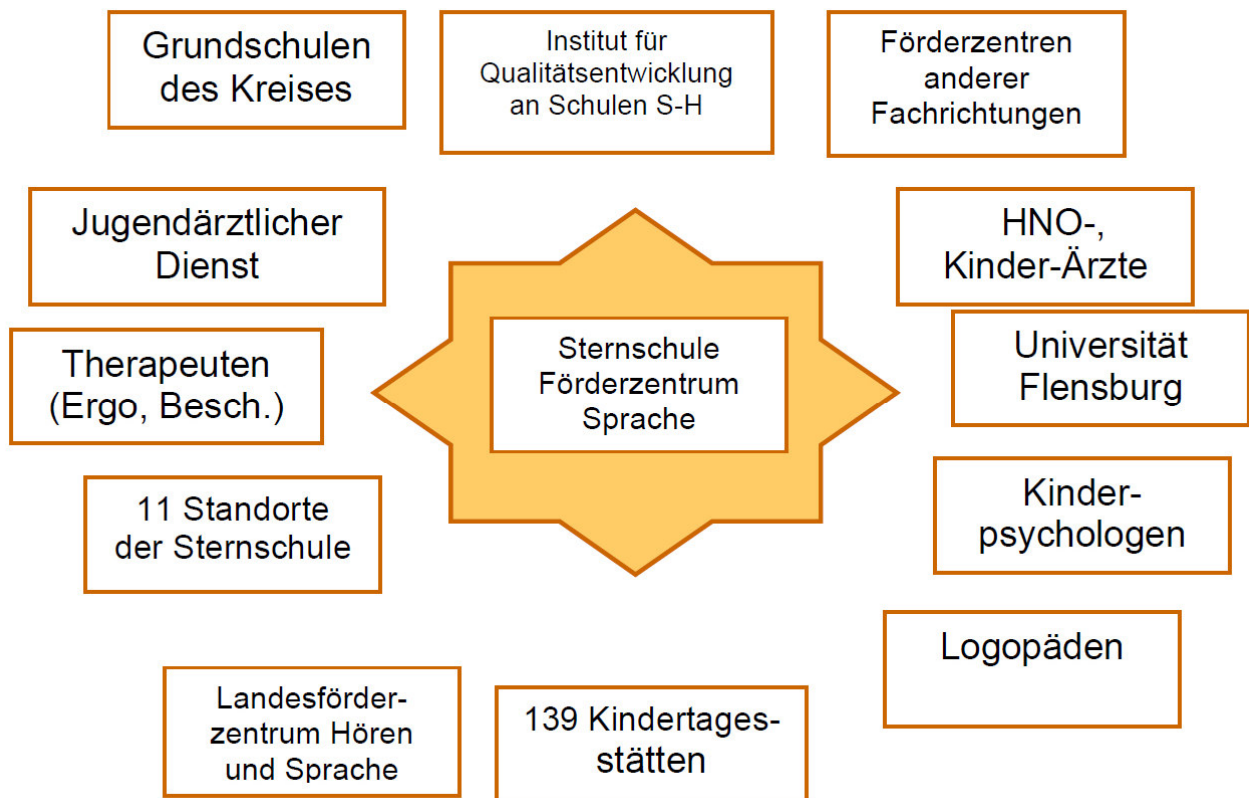 Grundschulen
des Kreises
Institut für
Qualitätsentwicklung
an Schulen S-H
Förderzentren
anderer
Fachrichtungen
Jugendärztlicher
Dienst
HNO-,
Kinder-Ärzte
Therapeuten
(Ergo, Besch.)
Sternschule
Förderzentrum
Sprache
Universität
Flensburg
11 Standorte
der Sternschule
Kinder-
psychologen
Logopäden
Landesförder-
zentrum Hören
und Sprache
139 Kindertages-
stätten